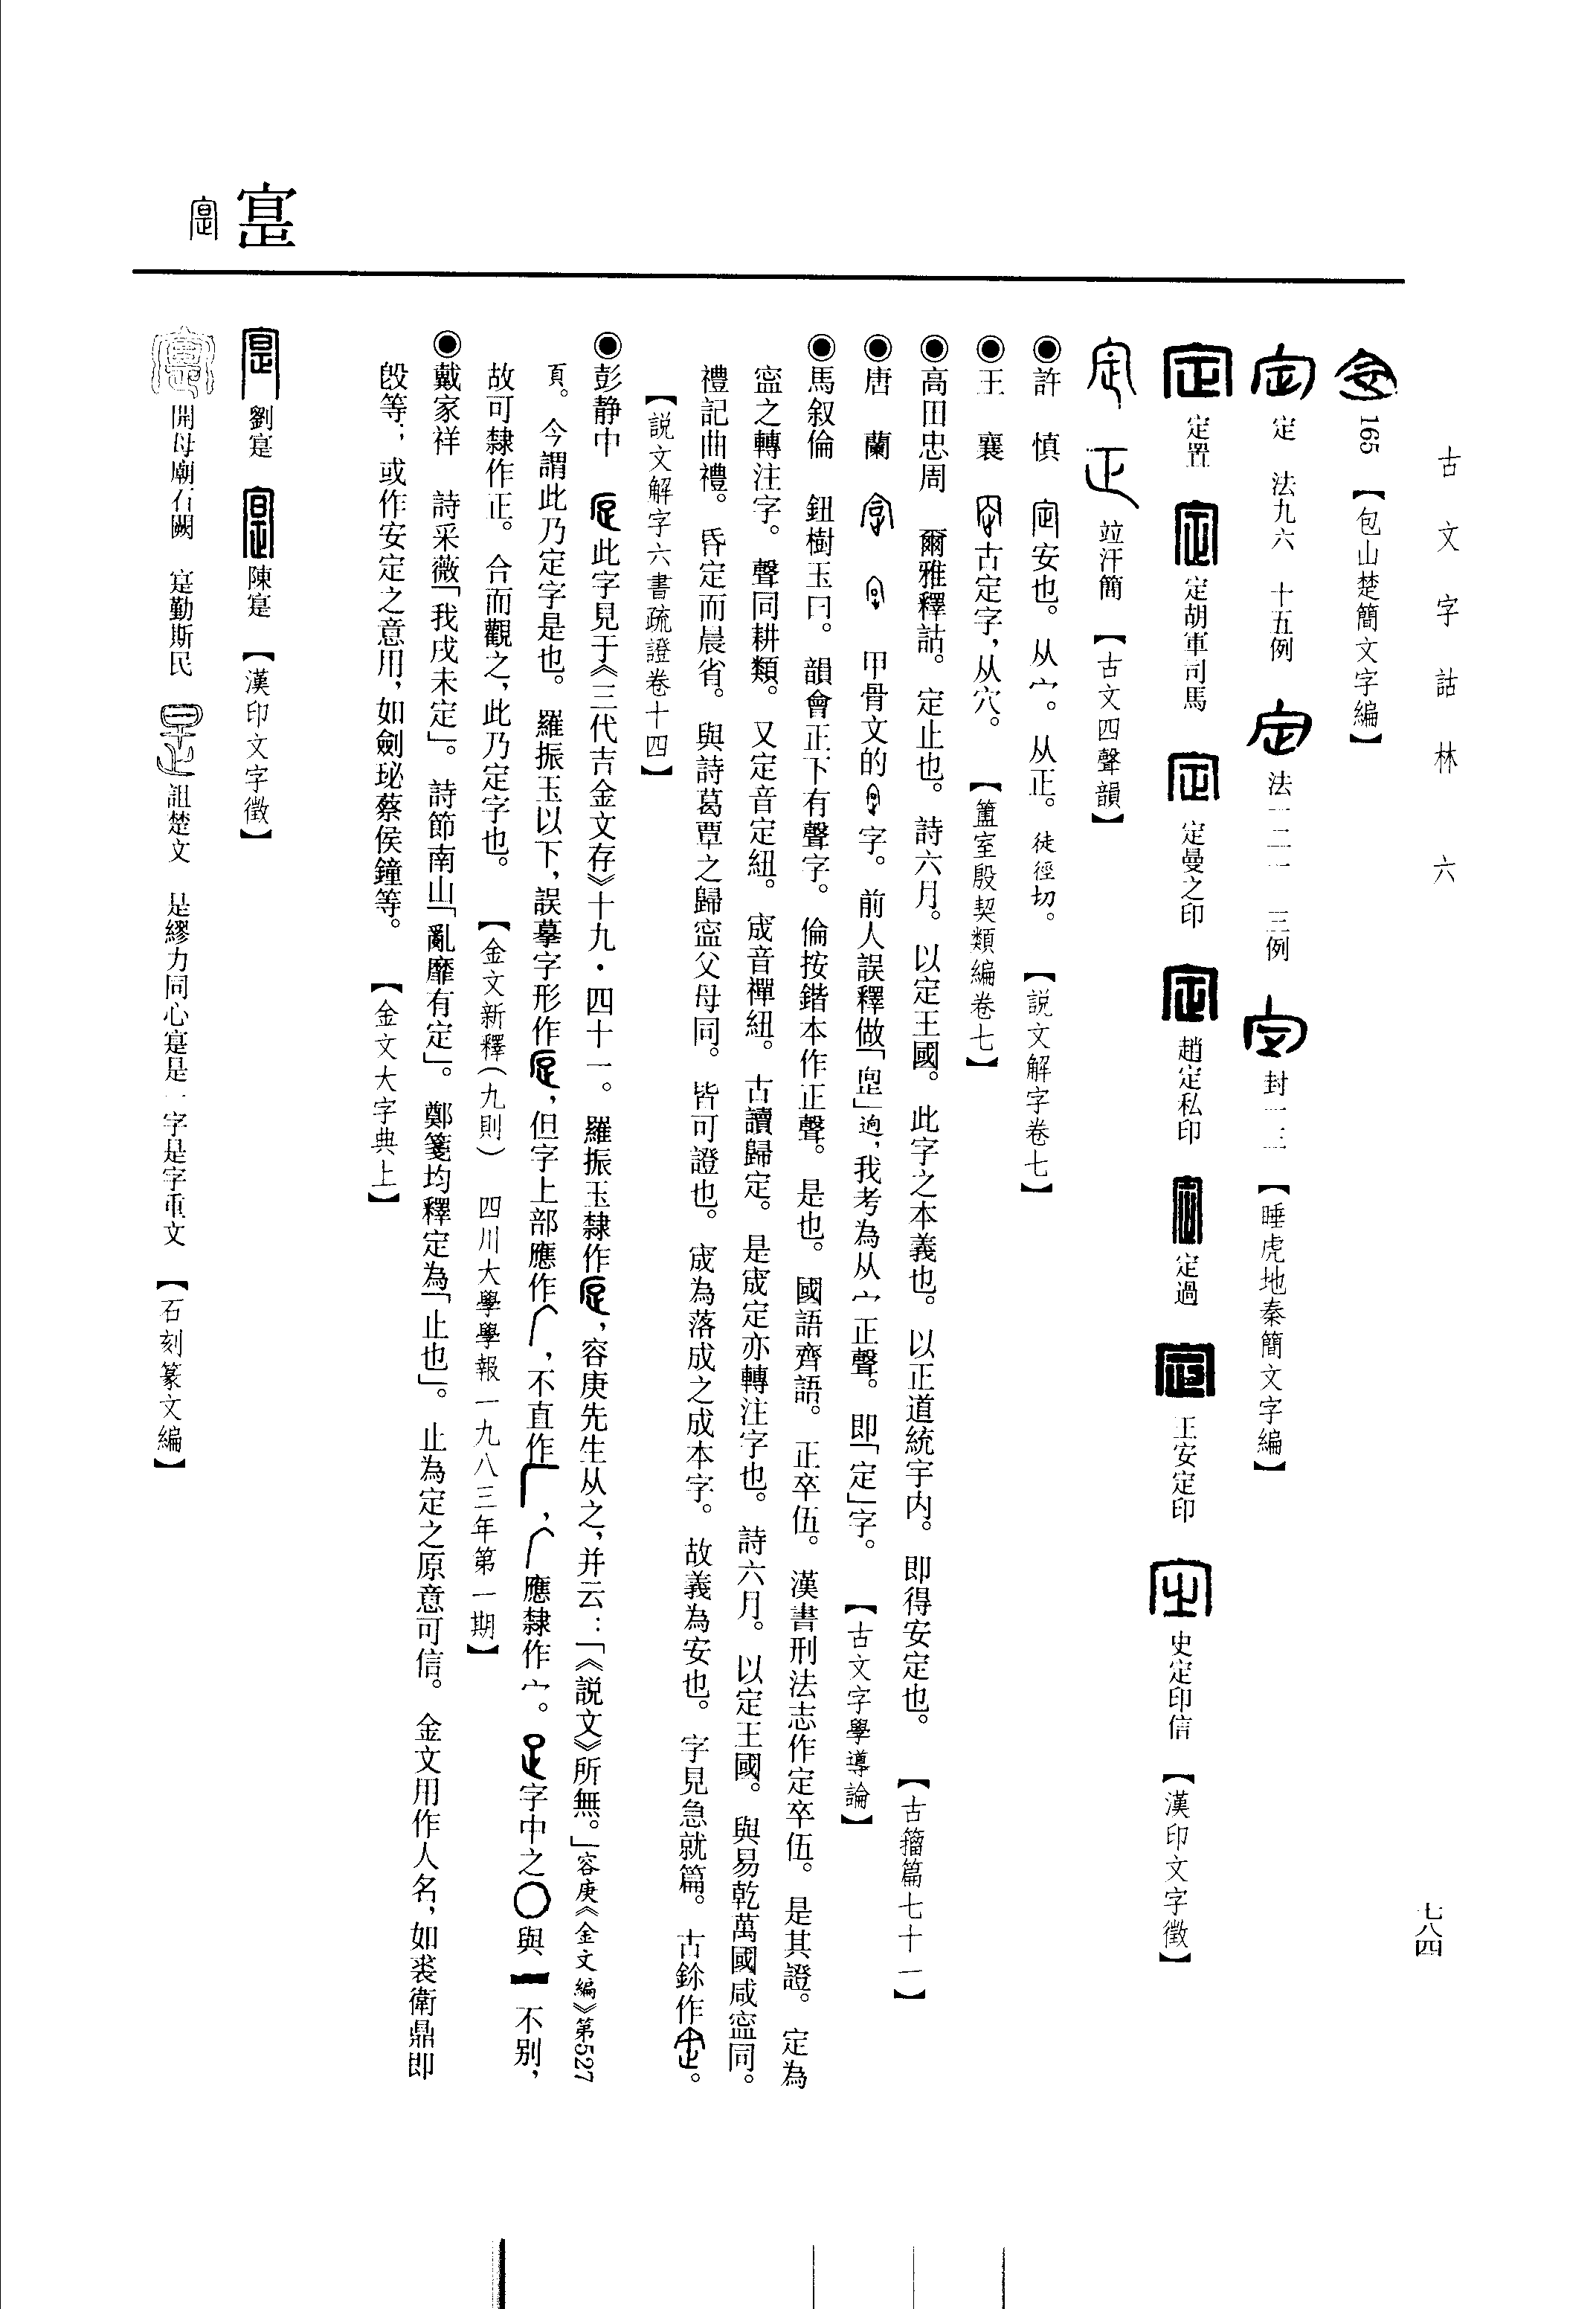 古文字詁林 六
七八四
165 【包山楚簡文字編】
定 法九六 十五例 法一二一 三例 封一三 【睡虎地秦簡文字編】
定置 定胡軍司馬 定曼之印 趙定私印 定過 王安定印 史定印信 【漢印文字徵】
竝汗簡 【古文四聲韻】
◉許 慎 安也。从宀。从正。徒徑切。 【説文解字卷七】
◉王 襄 古定字，从穴。 【簠室殷契類編卷七】
◉高田忠周 爾雅釋詁。定止也。詩六月。以定王國。此字之本義也。以正道統宇内。即得安定也。 【古籀篇七十一】
◉唐 蘭 甲骨文的字。前人誤釋做「」，我考為从宀正聲。即「定」字。 【古文字學導論】
◉馬叙倫 鈕樹玉曰。韻會正下有聲字。倫按鍇本作正聲。是也。國語齊語。正卒伍。漢書刑法志作定卒伍。是其證。定為
寍之轉注字。聲同耕類。又定音定紐。宬音禪紐。古讀歸定。是宬定亦轉注字也。詩六月。以定王國。與易乾萬國咸寍同。
禮記曲禮。昏定而晨省。與詩葛覃之歸寍父母同。皆可證也。宬為落成之成本字。故義為安也。字見急就篇。古鉩作。
【説文解字六書疏證卷十四】
◉彭静中 此字見于《三代吉金文存》十九·四十一。羅振玉隸作，容庚先生从之，并云：「《説文》所無。」容庚《金文編》第527
頁。今謂此乃定字是也。羅振玉以下，誤摹字形作，但字上部應作，不直作，應隸作宀。字中之〇與不别，
故可隸作正。合而觀之，此乃定字也。 【金文新釋(九則) 四川大學學報一九八三年第一期】
◉戴家祥 詩采薇「我戌未定」。詩節南山「亂靡有定」。鄭箋均釋定為「止也」。止為定之原意可信。金文用作人名，如裘衛鼎即
𣪘等；或作安定之意用，如劍珌蔡侯鐘等。 【金文大字典上】
寔
劉寔 陳寔 【漢印文字徵】
開母廟石闕 寔勤斯民 詛楚文 是繆力同心寔是一字是字重文 【石刻篆文編】